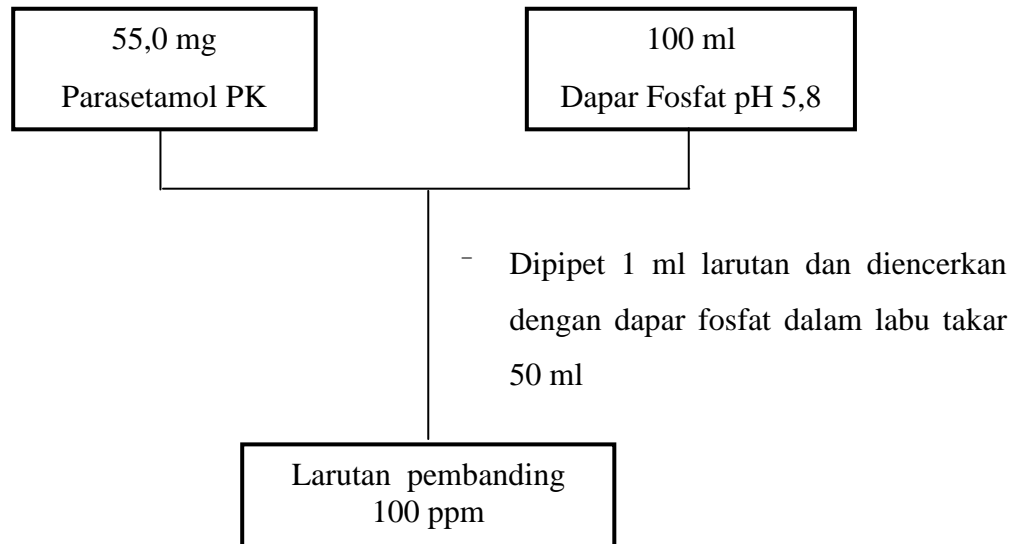 55,0 mg
Parasetamol PK
100 ml
Dapar Fosfat pH 5,8
- Dipipet 1 ml larutan dan diencerkan
dengan dapar fosfat dalam labu takar
50 ml
Larutan pembanding
100 ppm